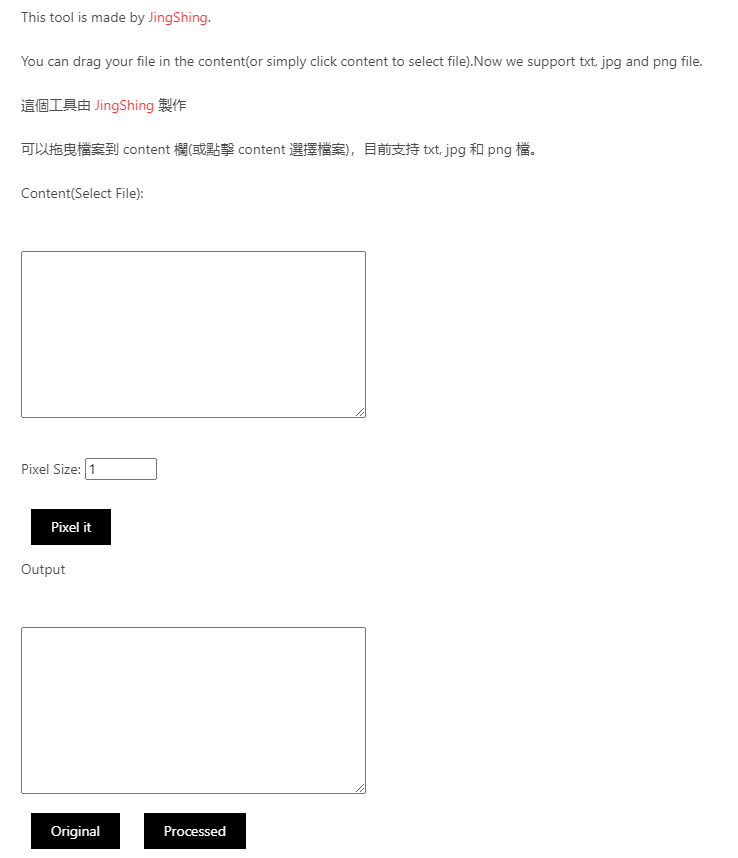 This tool is made by JingShing.
You can drag your file in the content(or simply click content to select file).Now we support txt, jpg and png file.
這個工具由 JingShing 製作
可以拖曳檔案到 content 欄(或點擊 content 選擇檔案)，目前支持 txt, jpg 和 png 檔。
Content(Select File):
Pixel Size: 1
Pixel it
Output
Original Processed